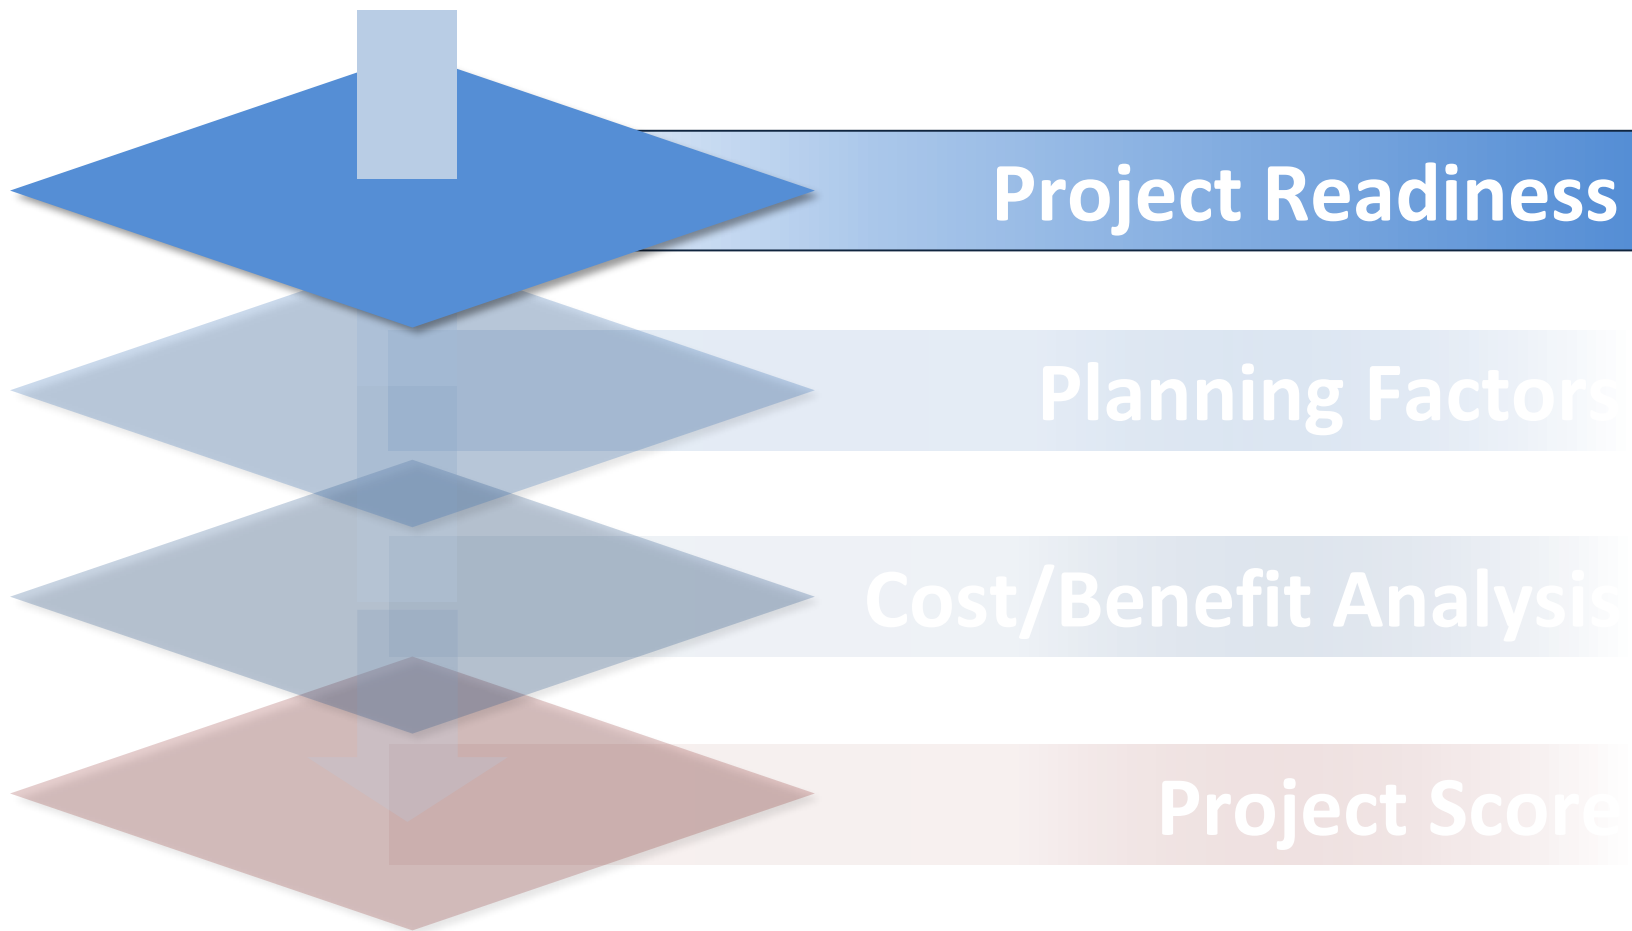 Project Readiness
Planning Factors
Cost/Benefit Analysis
Project Score